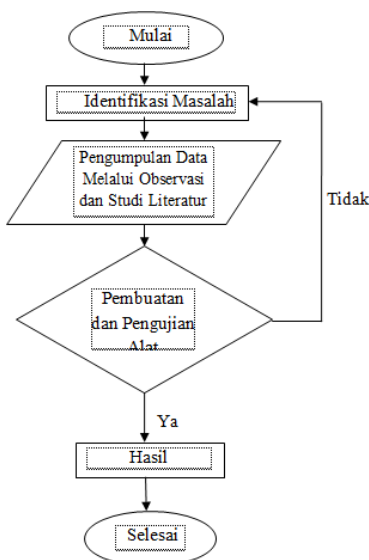 Mulai
Identifikasi Masalah
Pengumpulan Data
Melalui Observasi
dan Studi Literatur
Tidak
Pembuatan
dan Pengujian
Alat
Ya
Hasil
Selesai